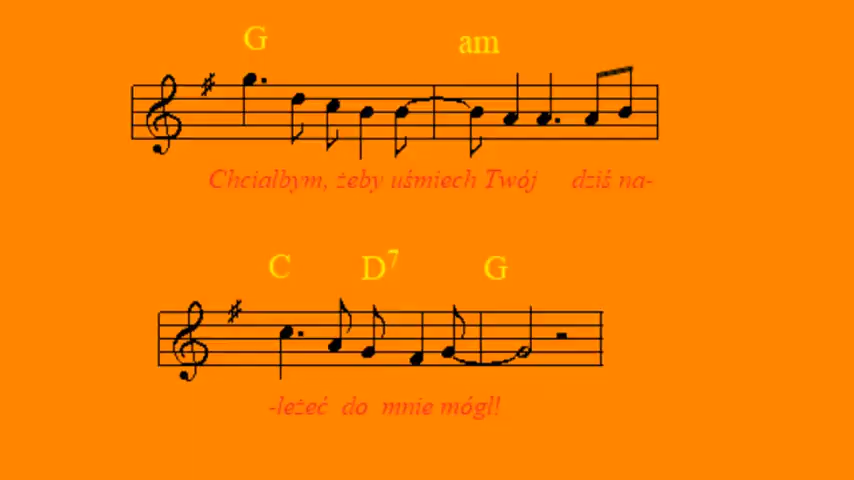 G am
Chciałbym, żeby uśmiech Twój dziś na-
C D7 G
-leżeć do mnie mógł!